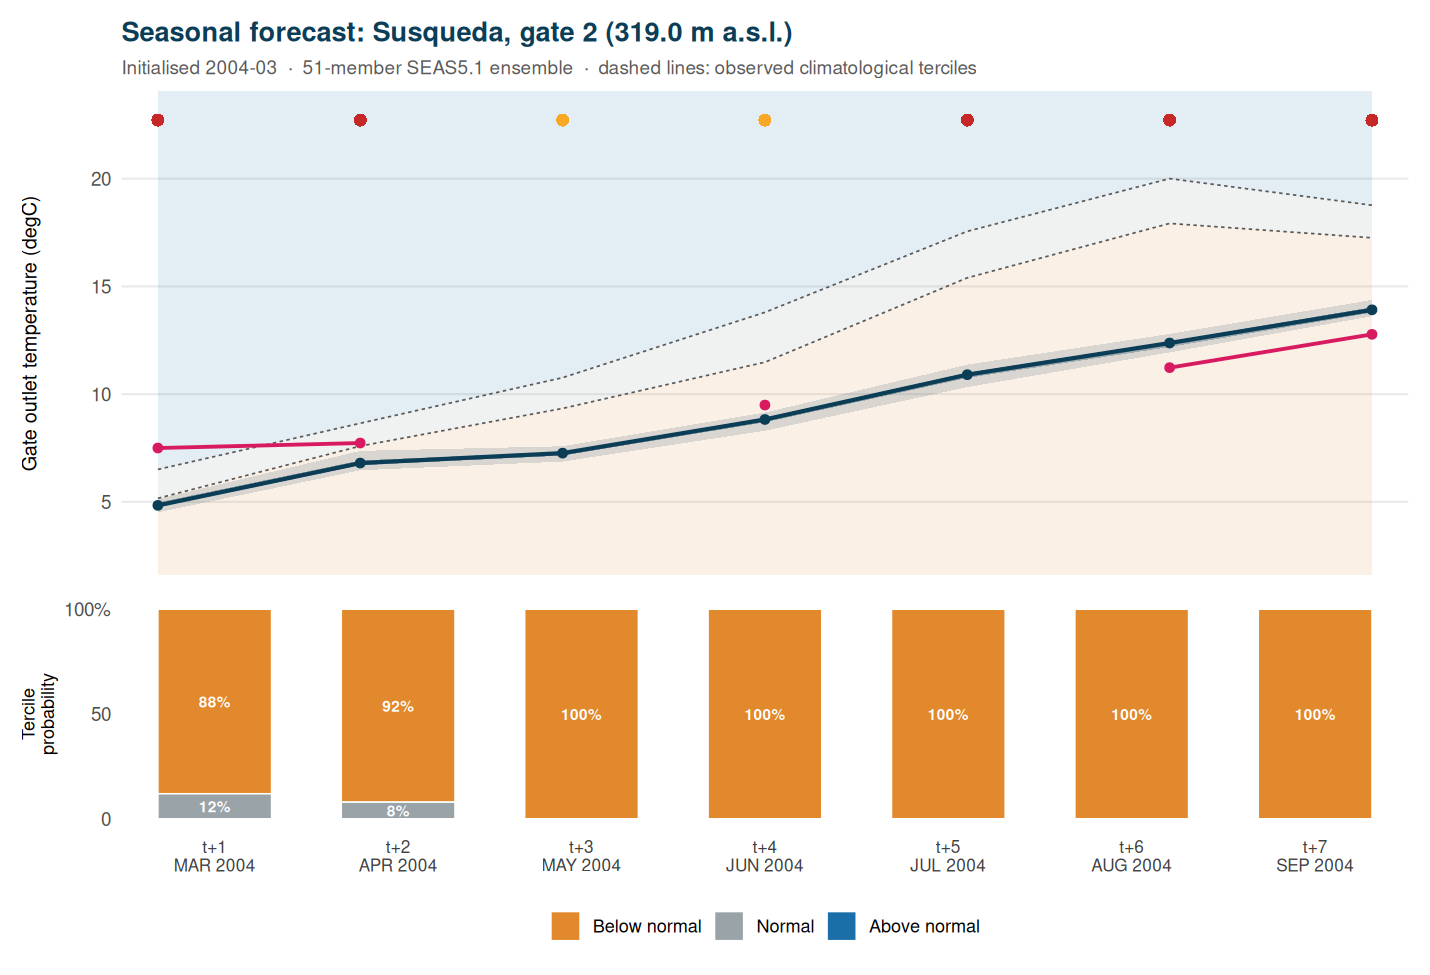 Seasonal forecast: Susqueda, gate 2 (319.0 m a.s.l.)
Initialised 2004-03 · 51-member SEAS5.1 ensemble · dashed lines: observed climatological terciles
Gate outlet temperature (degC)
20
15
10
5
Tercile
probability
100%
50
0
88%
92%
100%
100%
100%
100%
100%
12%
8%
t+1
MAR 2004
t+2
APR 2004
t+3
MAY 2004
t+4
JUN 2004
t+5
JUL 2004
t+6
AUG 2004
t+7
SEP 2004
Below normal
Normal
Above normal